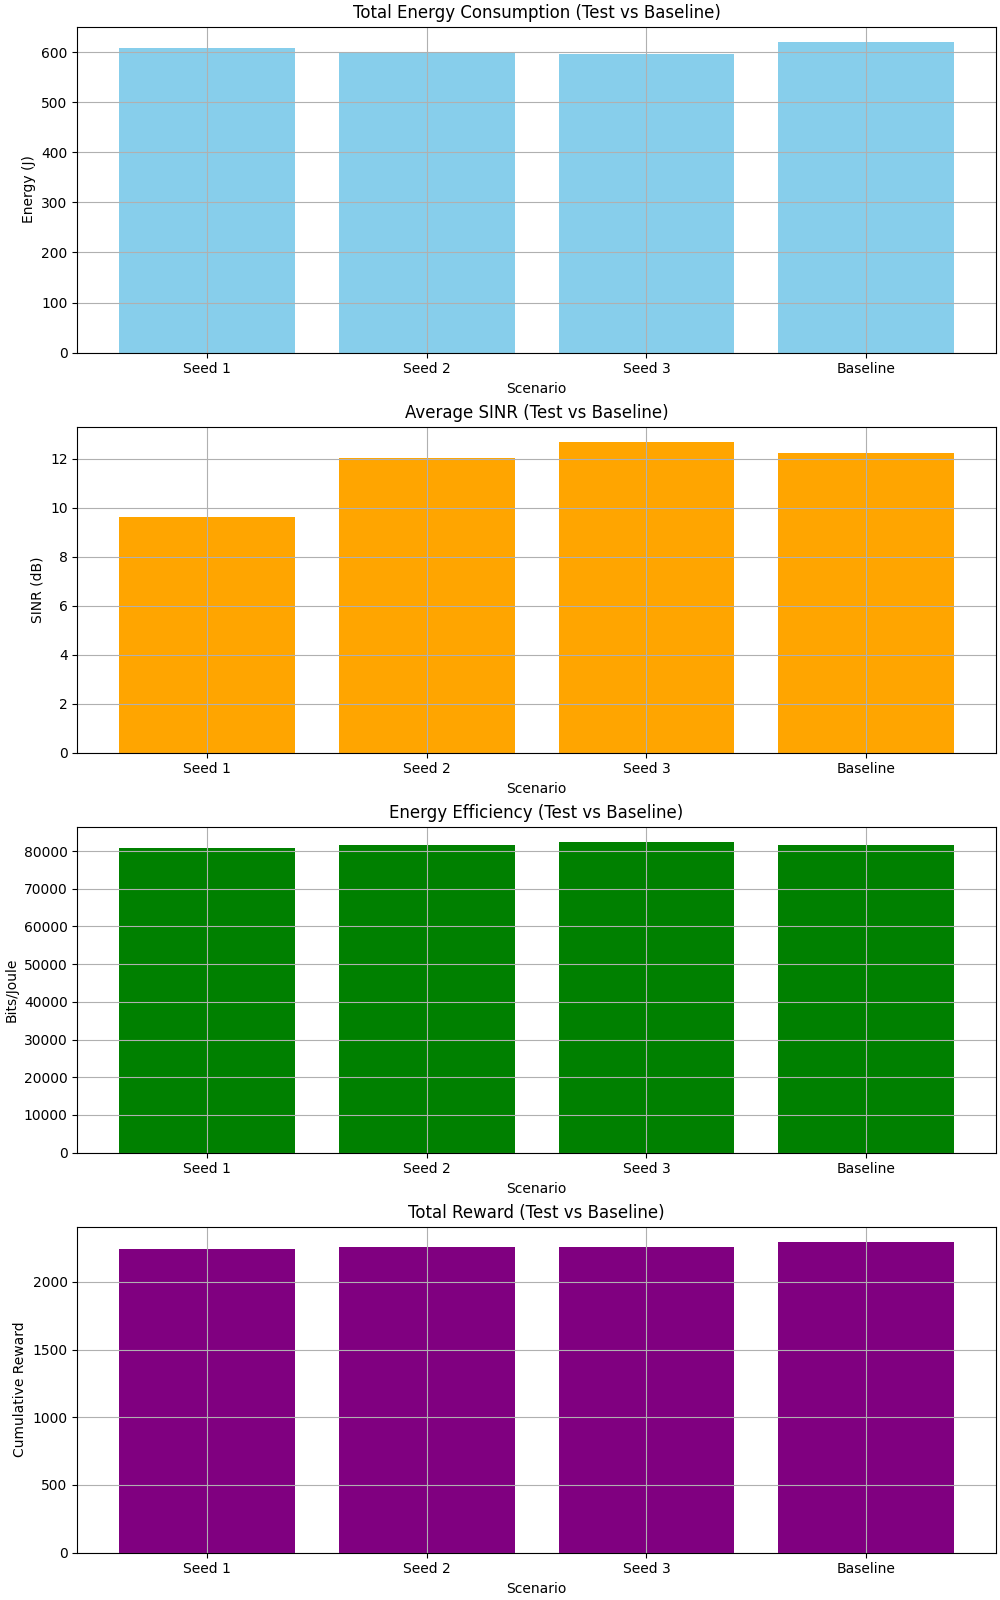 Total Energy Consumption (Test vs Baseline)
600
500
400
300
200
100
0
Energy (J)
Seed 1 Seed 2 Seed 3 Baseline
Scenario
Average SINR (Test vs Baseline)
12
10
8
6
4
2
0
SINR (dB)
Seed 1 Seed 2 Seed 3 Baseline
Scenario
Energy Efficiency (Test vs Baseline)
80000
70000
60000
50000
40000
30000
20000
10000
0
Bits/Joule
Seed 1 Seed 2 Seed 3 Baseline
Scenario
Total Reward (Test vs Baseline)
2000
1500
1000
500
0
Cumulative Reward
Seed 1 Seed 2 Seed 3 Baseline
Scenario